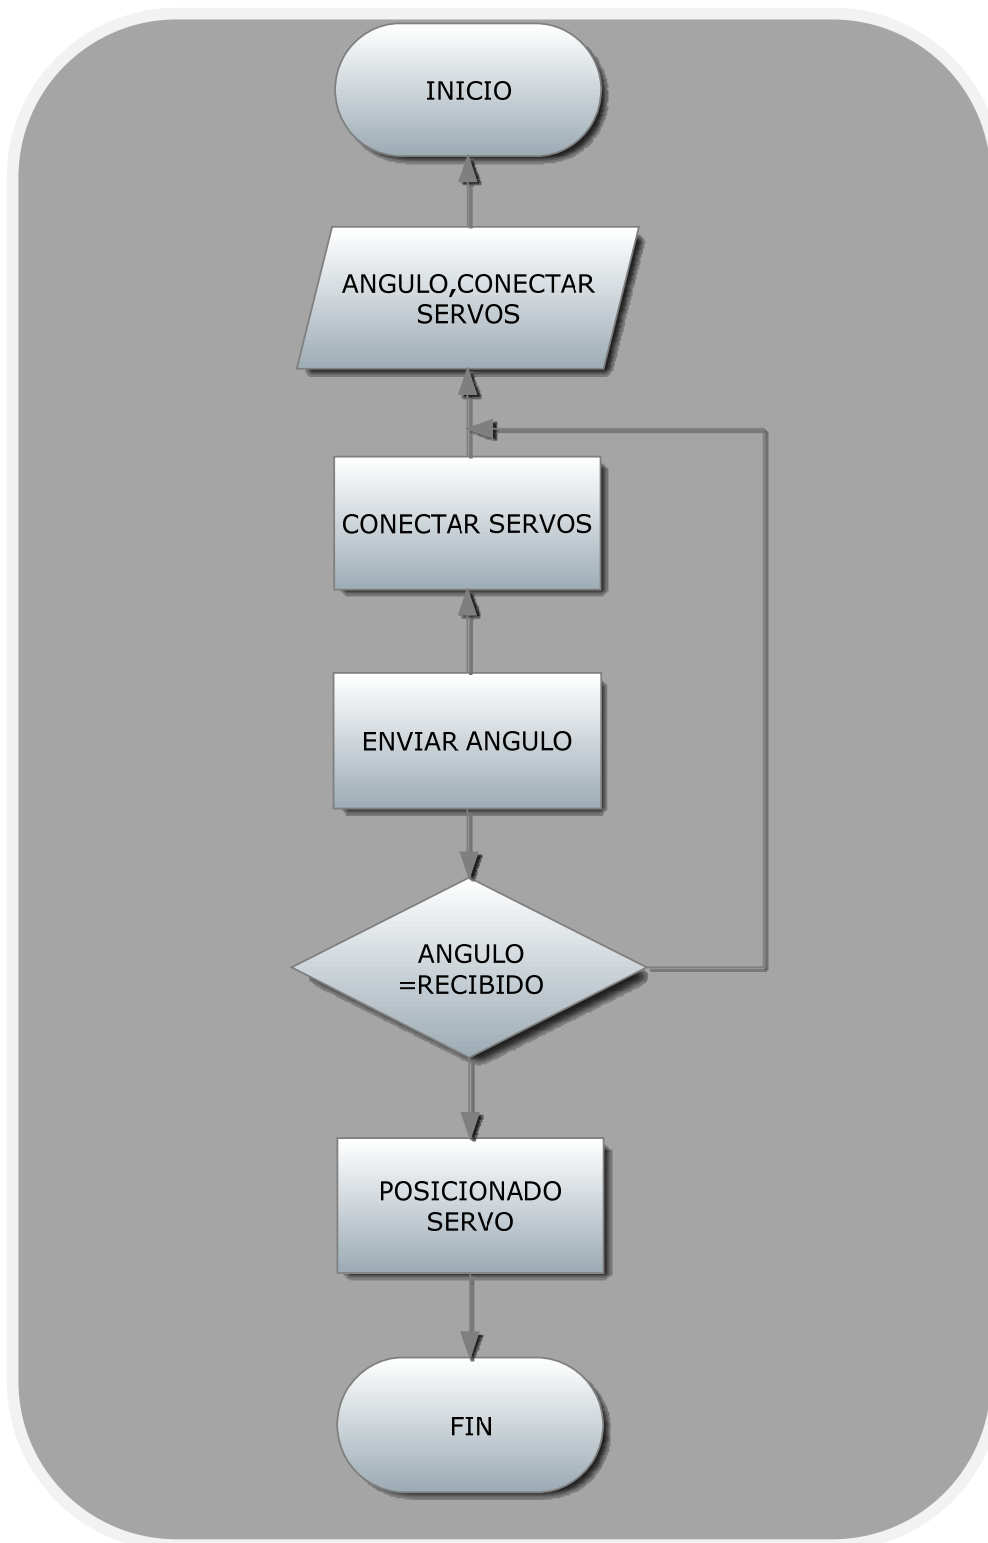 INICIO
ANGULO,CONECTAR
SERVOS
CONECTAR SERVOS
ENVIAR ANGULO
ANGULO
=RECIBIDO
POSICIONADO
SERVO
FIN